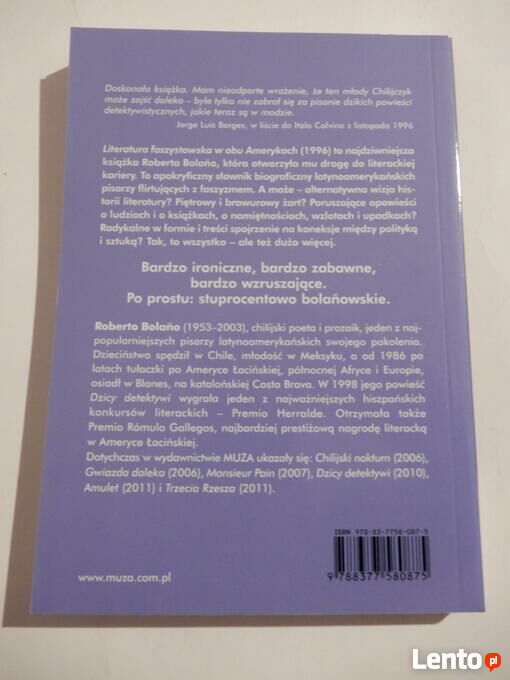 Doskonała książka. Mam nieodparte wrażenie, że ten młody Chilijczyk
może zajść daleko – byle tylko nie zabrał się za pisanie dzikich powieści
detektywistycznych, jakie teraz są w modzie.
Jorge Luis Borges, w liście do Italo Calvino z listopada 1996
Literatura faszystowska w obu Amerykach (1996) to najdziwniejsza
książka Roberta Bolaño, która otworzyła mu drogę do literackiej
kariery. To apokryficzny słownik biograficzny latynoamerykańskich
pisarzy flirtujących z faszyzmem. A może – alternatywna wizja his-
torii literatury? Piętrowy i brawurowy żart? Poruszające opowieści
o ludziach i o książkach, o namiętnościach, wzlotach i upadkach?
Radykalne w formie i treści spojrzenie na koneksje między polityką
i sztuką? Tak, to wszystko – ale też dużo więcej.
Bardzo ironiczne, bardzo zabawne,
bardzo wzruszające.
Po prostu: stuprocentowo bolañowskie.
Roberto Bolaño (1953–2003), chilijski poeta i prozaik, jeden z naj-
popularniejszych pisarzy latynoamerykańskich swojego pokolenia.
Dzieciństwo spędził w Chile, młodość w Meksyku, a od 1986 po
latach tułaczki po Ameryce Łacińskiej, północnej Afryce i Europie,
osiadł w Blanes, na katalońskiej Costa Brava. W 1998 jego powieść
Dzicy detektywi wygrała jeden z najważniejszych hiszpańskich
konkursów literackich – Premio Herralde. Otrzymała także
Premio Rómulo Gallegos, najbardziej prestiżową nagrodę literacką
w Ameryce Łacińskiej.
Dotychczas w wydawnictwie MUZA ukazały się: Chilijski nokturn (2006),
Gwiazda daleka (2006), Monsieur Pain (2007), Dzicy detektywi (2010),
Amulet (2011) i Trzecia Rzesza (2011).
ISBN 978-83-7758-087-5
9 788377 580875
www.muza.com.pl
Lento pl